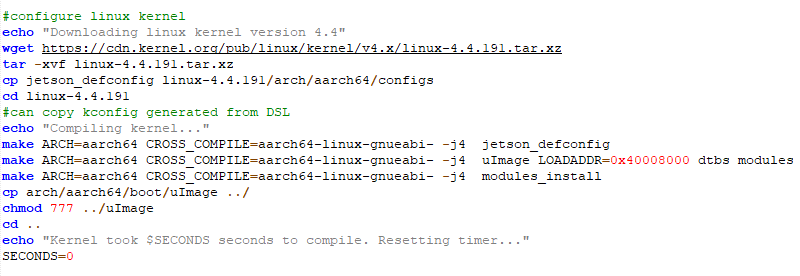 #configure linux kernel
echo "Downloading linux kernel version 4.4"
wget https://cdn.kernel.org/pub/linux/kernel/v4.x/linux-4.4.191.tar.xz
tar -xvf linux-4.4.191.tar.xz
cp jetson_defconfig linux-4.4.191/arch/aarch64/configs
cd linux-4.4.191
#can copy kconfig generated from DSL
echo "Compiling kernel..."
make ARCH=aarch64 CROSS_COMPILE=aarch64-linux-gnueabi- -j4  jetson_defconfig
make ARCH=aarch64 CROSS_COMPILE=aarch64-linux-gnueabi- -j4  uImage LOADADDR=0x40008000 dtbs modules
make ARCH=aarch64 CROSS_COMPILE=aarch64-linux-gnueabi- -j4  modules_install
cp arch/aarch64/boot/uImage ../
chmod 777 ../uImage
cd ..
echo "Kernel took $SECONDS seconds to compile. Resetting timer..."
SECONDS=0